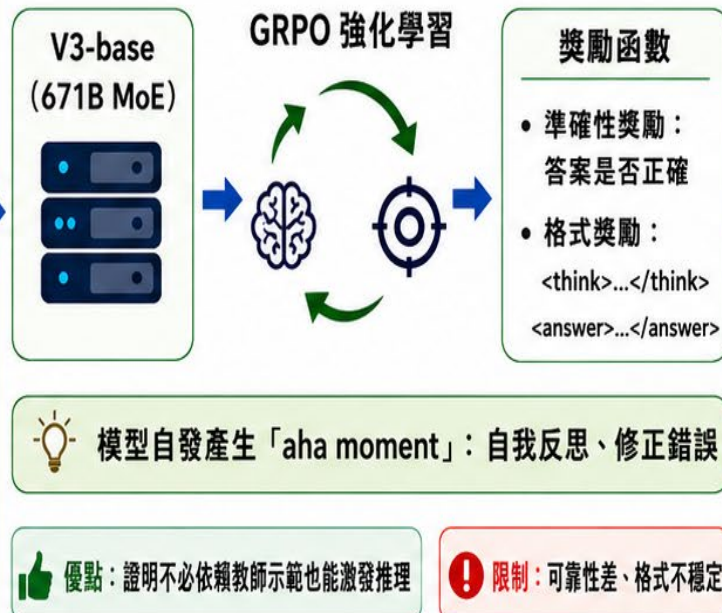 V3-base
(671B MoE)
GRPO 強化學習
獎勵函數
• 準確性獎勵：
答案是否正確
• 格式獎勵：
<think>...</think>
<answer>...</answer>
模型自發產生「aha moment」：自我反思、修正錯誤
優點：證明不必依賴教師示範也能激發推理
限制：可靠性差、格式不穩定